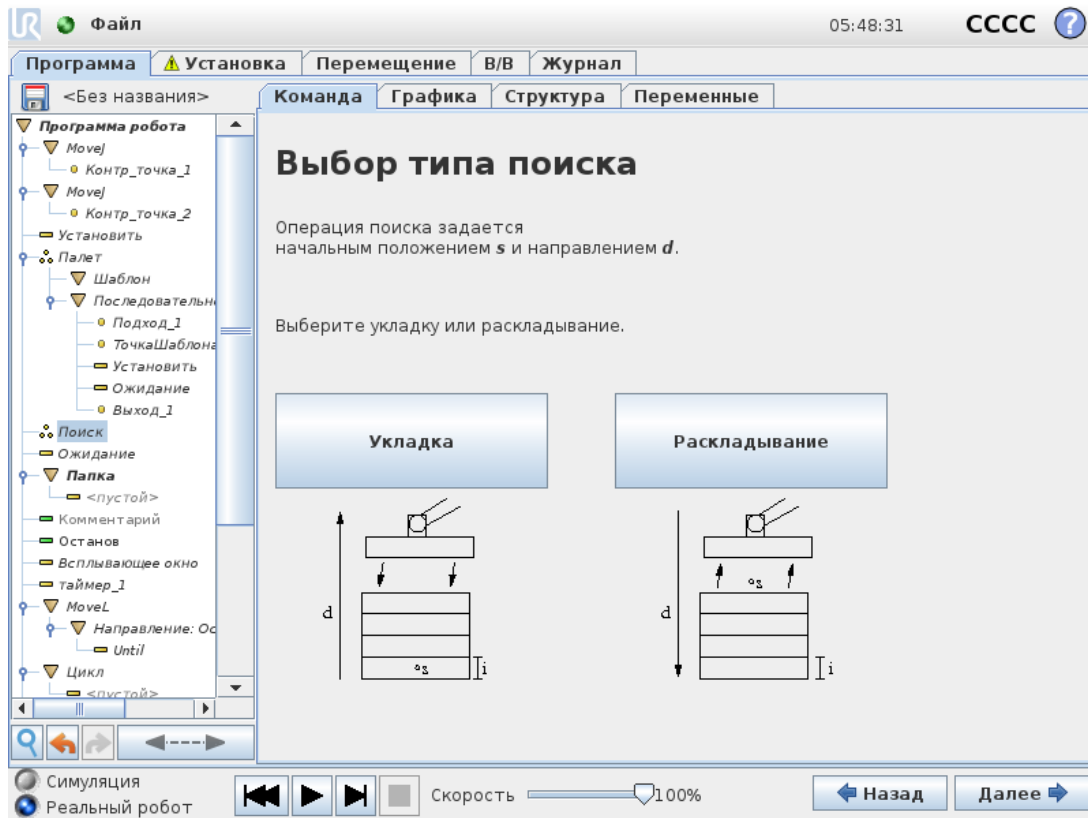 UR Файл 05:48:31 CCCC ?
Программа Установка Перемещение В/В Журнал
<Без названия> Команда Графика Структура Переменные
Программа робота
MoveJ
Контр_точка_1
MoveJ
Контр_точка_2
Установить
Палет
Шаблон
Последовательн
Подход_1
ТочкаШаблона
Установить
Ожидание
Выход_1
Поиск
Ожидание
Папка
<пустой>
Комментарий
Останов
Всплывающее окно
таймер_1
MoveL
Направление: Ос
Until
Цикл
<пустой>
Выбор типа поиска
Операция поиска задается
начальным положением s и направлением d.
Выберите укладку или раскладывание.
Укладка Раскладывание
d s i
d s i
Симуляция
Реальный робот
Скорость 100%
Назад Далее